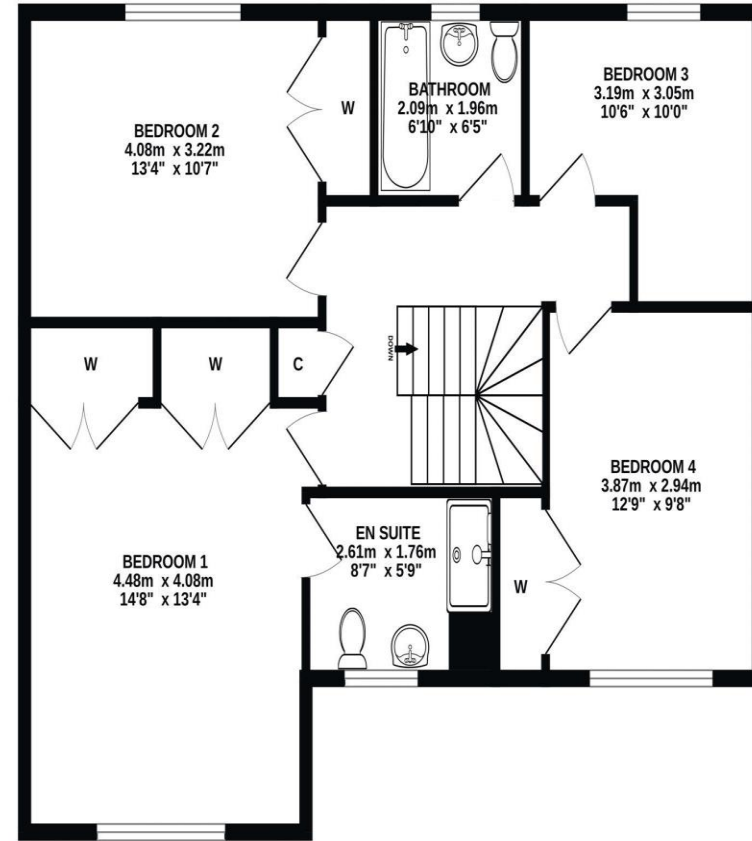 BEDROOM 2
4.08m x 3.22m
13'4" x 10'7"
W
BATHROOM
2.09m x 1.96m
6'10" x 6'5"
BEDROOM 3
3.19m x 3.05m
10'6" x 10'0"
W
W
C
DOWN
BEDROOM 1
4.48m x 4.08m
14'8" x 13'4"
EN SUITE
2.61m x 1.76m
8'7" x 5'9"
W
BEDROOM 4
3.87m x 2.94m
12'9" x 9'8"